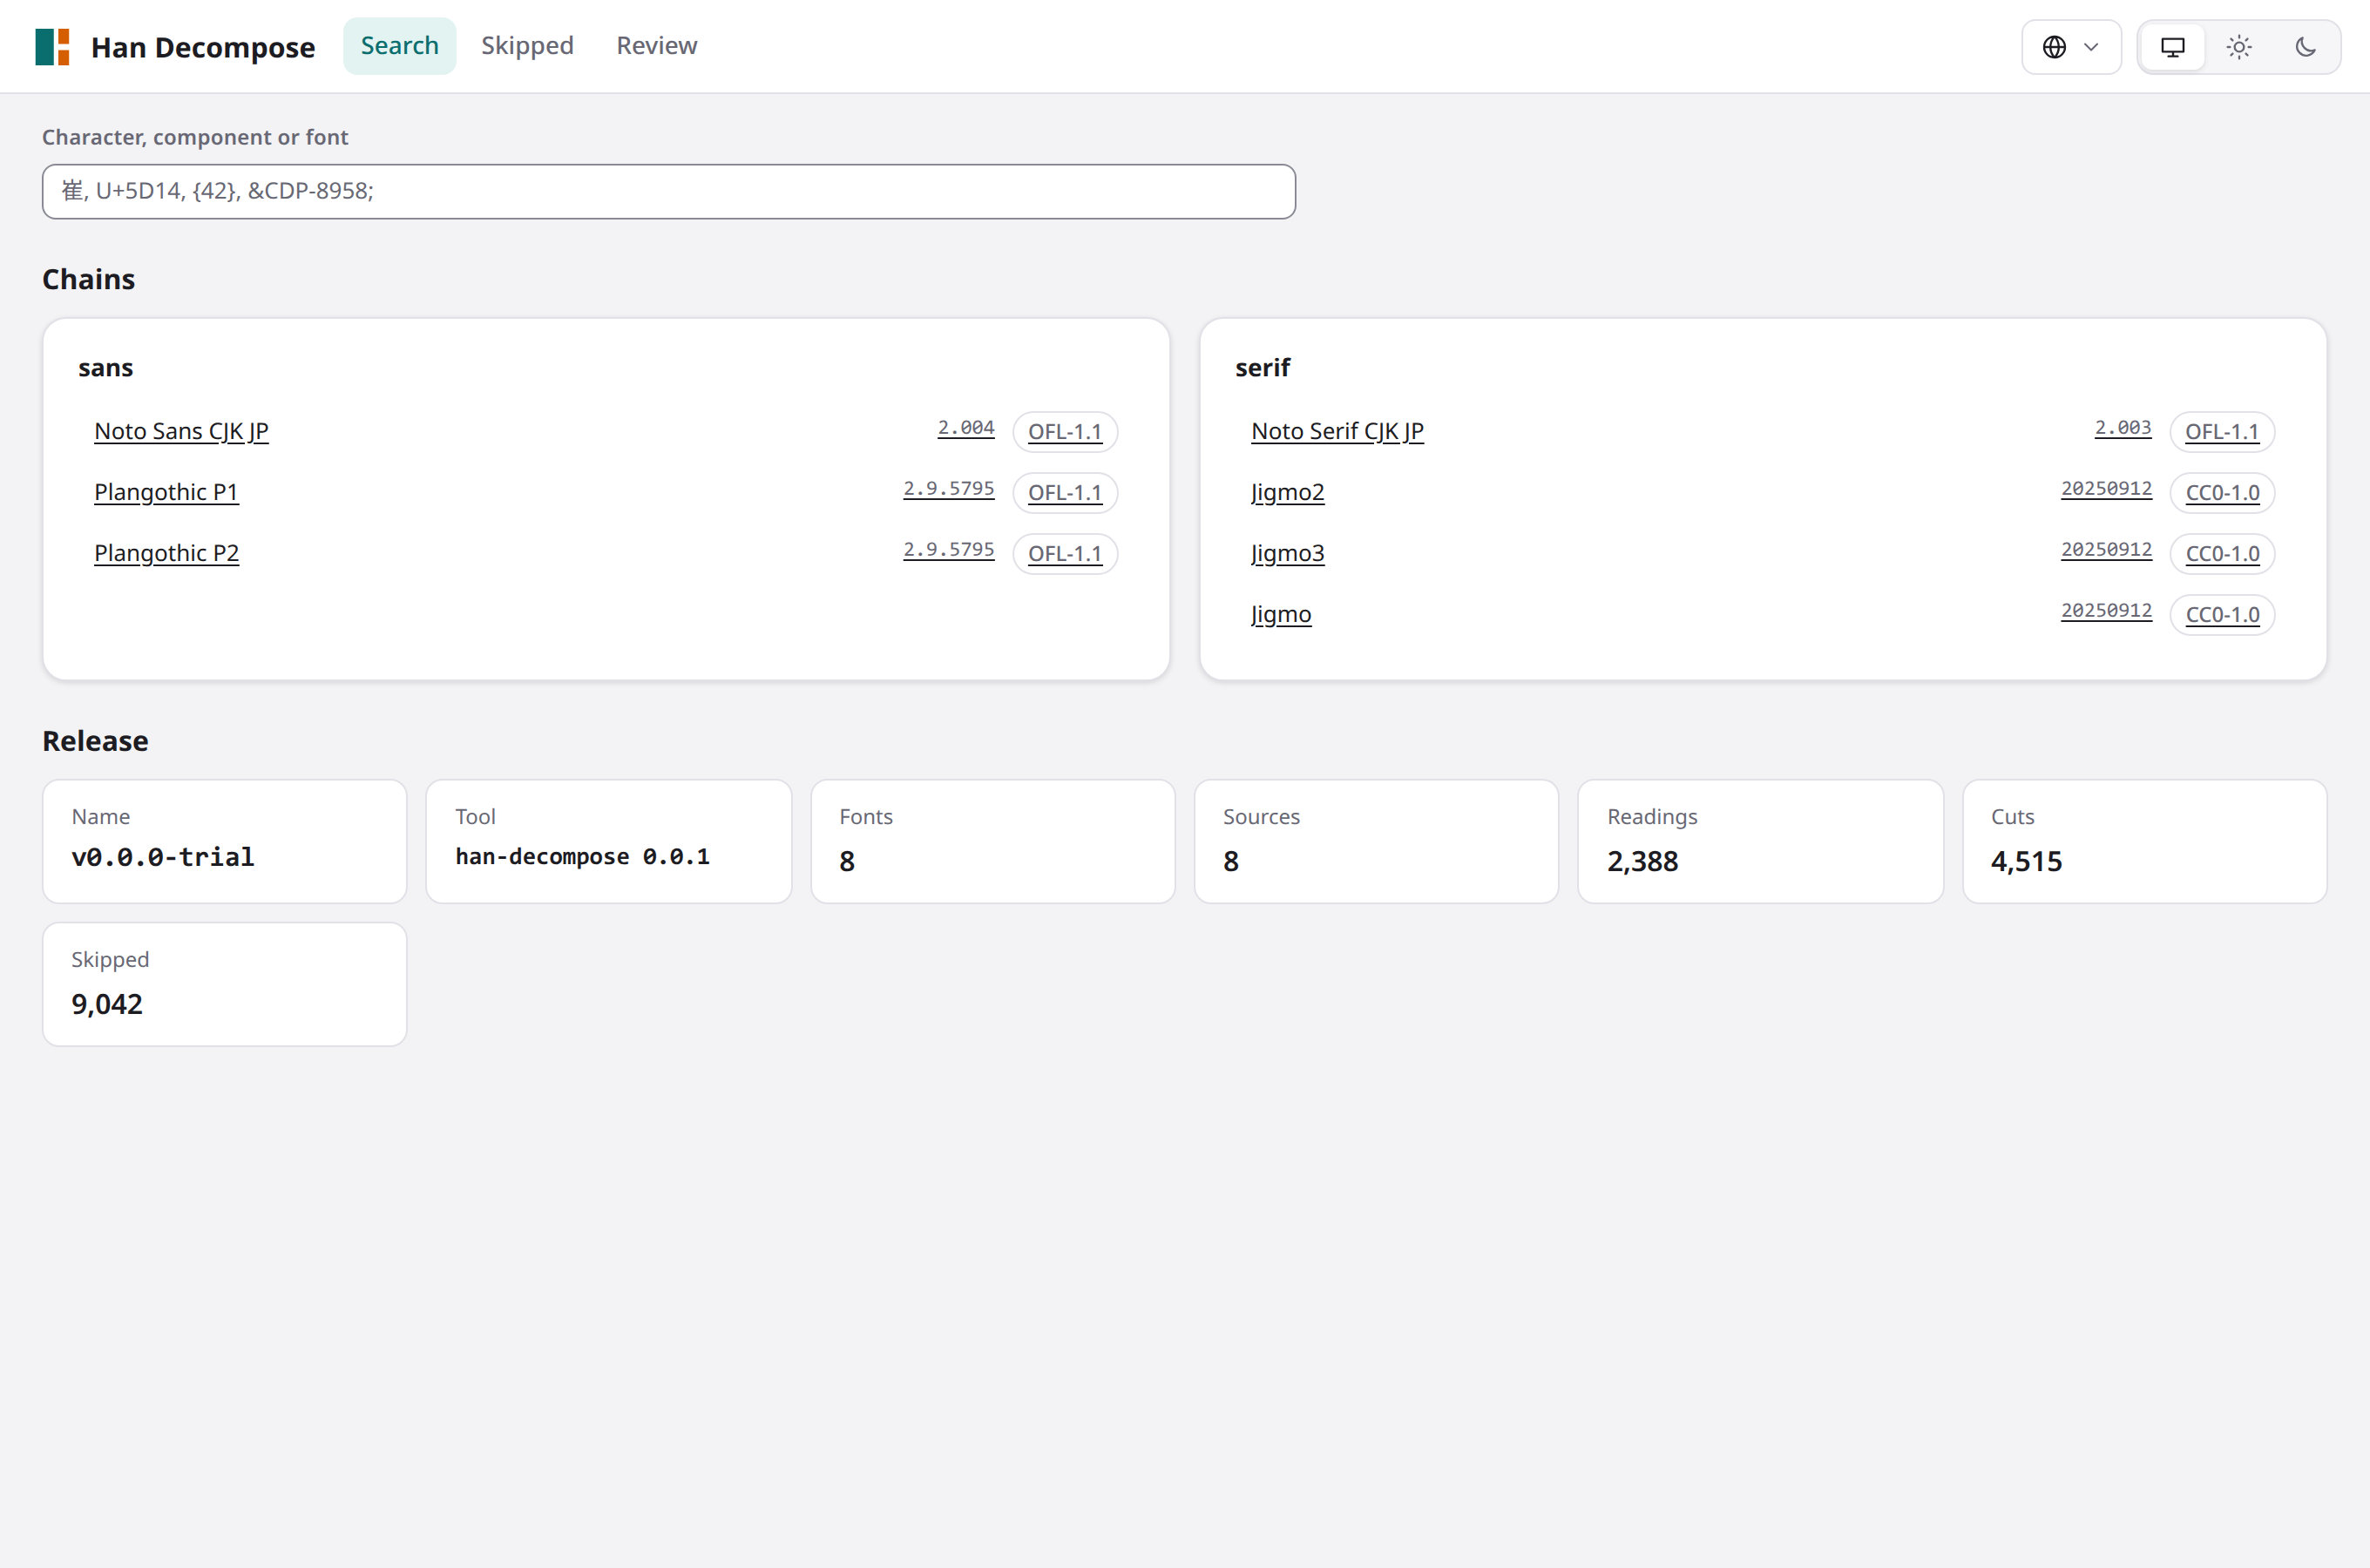 Han Decompose Search Skipped Review
Character, component or font
崔, U+5D14, {42}, &CDP-8958;
Chains
sans
Noto Sans CJK JP 2.004 OFL-1.1
Plangothic P1 2.9.5795 OFL-1.1
Plangothic P2 2.9.5795 OFL-1.1
serif
Noto Serif CJK JP 2.003 OFL-1.1
Jigmo2 20250912 CC0-1.0
Jigmo3 20250912 CC0-1.0
Jigmo 20250912 CC0-1.0
Release
Name
v0.0.0-trial
Tool
han-decompose 0.0.1
Fonts
8
Sources
8
Readings
2,388
Cuts
4,515
Skipped
9,042